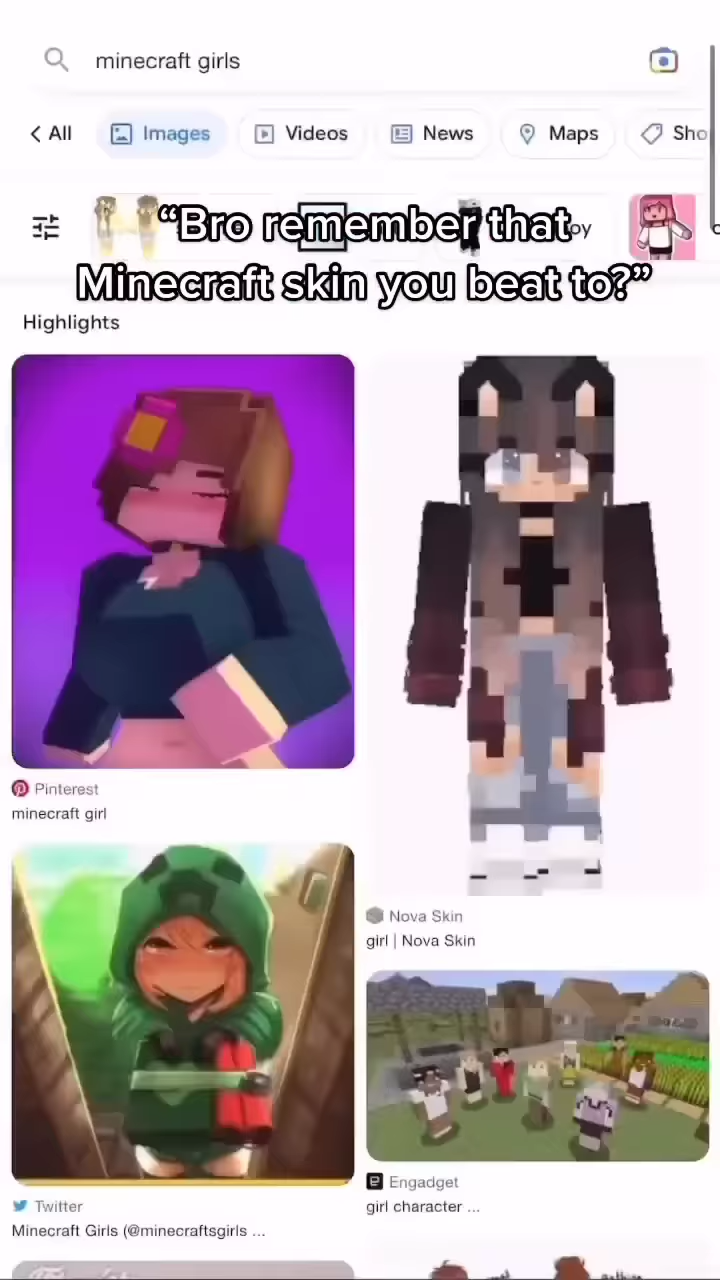 minecraft girls
All
Images
Videos
News
Maps
Sho
“Bro remember that
oy
Minecraft skin you beat to?”
Highlights
Pinterest
minecraft girl
Nova Skin
girl | Nova Skin
Twitter
Minecraft Girls (@minecraftsgirls ...
Engadget
girl character ...